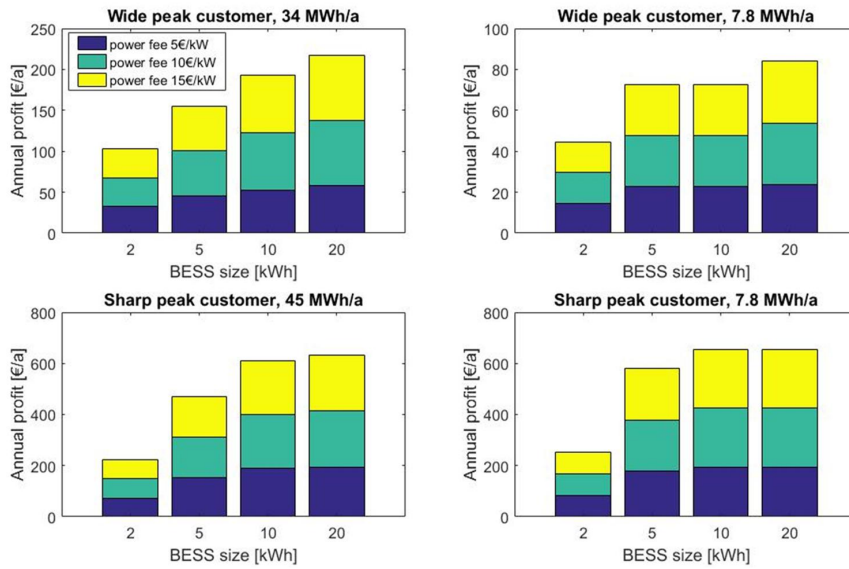 Wide peak customer, 34 MWh/a
250
200
150
100
50
0
Annual profit [€/a]
power fee 5€/kW
power fee 10€/kW
power fee 15€/kW
2 5 10 20
BESS size [kWh]
Wide peak customer, 7.8 MWh/a
100
80
60
40
20
0
Annual profit [€/a]
2 5 10 20
BESS size [kWh]
Sharp peak customer, 45 MWh/a
800
600
400
200
0
Annual profit [€/a]
2 5 10 20
BESS size [kWh]
Sharp peak customer, 7.8 MWh/a
800
600
400
200
0
Annual profit [€/a]
2 5 10 20
BESS size [kWh]